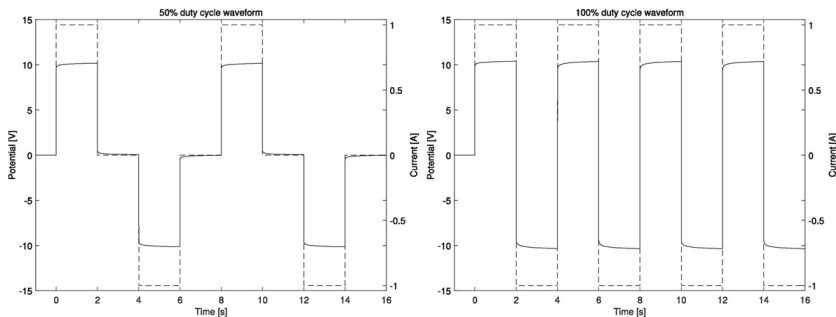 50% duty cycle waveform
15
10
5
0
-5
-10
-15
Potential [V]
1
0.5
0
-0.5
-1
Current [A]
0 2 4 6 8 10 12 14 16
Time [s]
100% duty cycle waveform
15
10
5
0
-5
-10
-15
Potential [V]
1
0.5
0
-0.5
-1
Current [A]
0 2 4 6 8 10 12 14 16
Time [s]